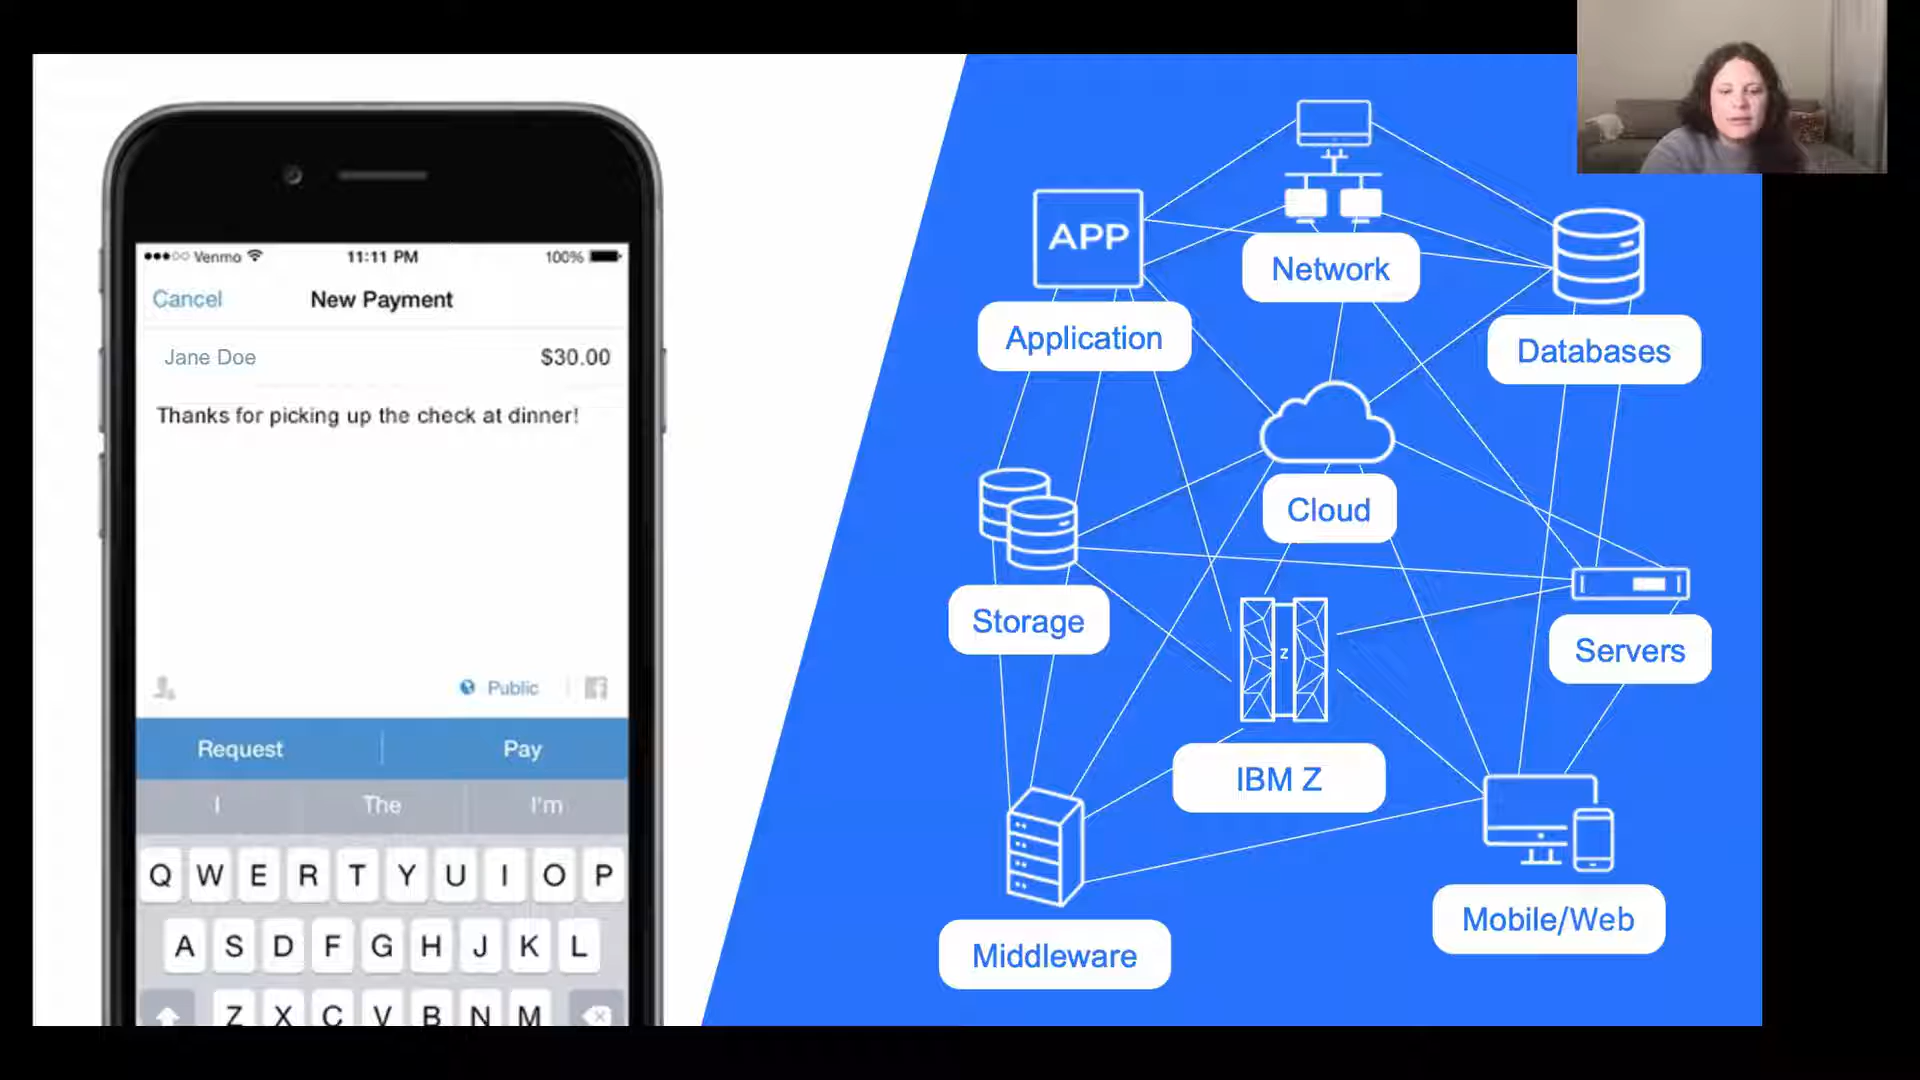 Venmo 11:11 PM 100%
Cancel New Payment
Jane Doe $30.00
Thanks for picking up the check at dinner!
Public
Request Pay
I The I'm
Q W E R T Y U I O P
A S D F G H J K L
Z X C V B N M
APP
Application
Network
Databases
Cloud
Storage
Servers
Z
IBM Z
Middleware
Mobile/Web